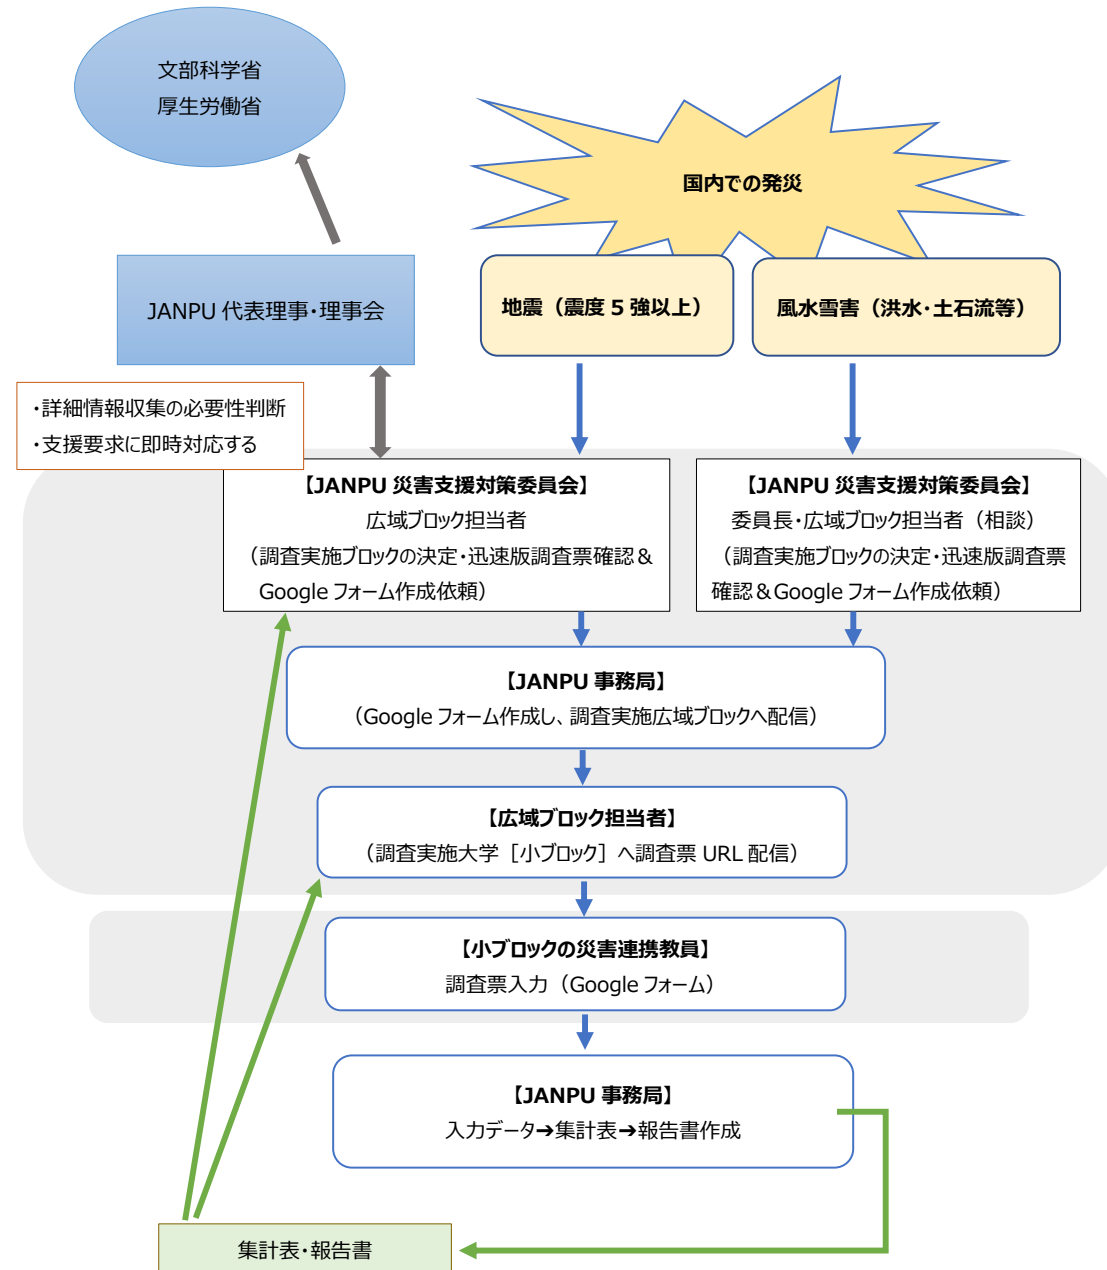 文部科学省
厚生労働省
国内での発災
JANPU 代表理事・理事会
地震（震度 5 強以上）
風水雪害（洪水・土石流等）
・詳細情報収集の必要性判断
・支援要求に即時対応する
【JANPU 災害支援対策委員会】
広域ブロック担当者
（調査実施ブロックの決定・迅速版調査票確認＆
Google フォーム作成依頼）
【JANPU 災害支援対策委員会】
委員長・広域ブロック担当者（相談）
（調査実施ブロックの決定・迅速版調査票
確認＆Google フォーム作成依頼）
【JANPU 事務局】
（Google フォーム作成し、調査実施広域ブロックへ配信）
【広域ブロック担当者】
（調査実施大学［小ブロック］へ調査票 URL 配信）
【小ブロックの災害連携教員】
調査票入力（Google フォーム）
【JANPU 事務局】
入力データ➔集計表➔報告書作成
集計表・報告書